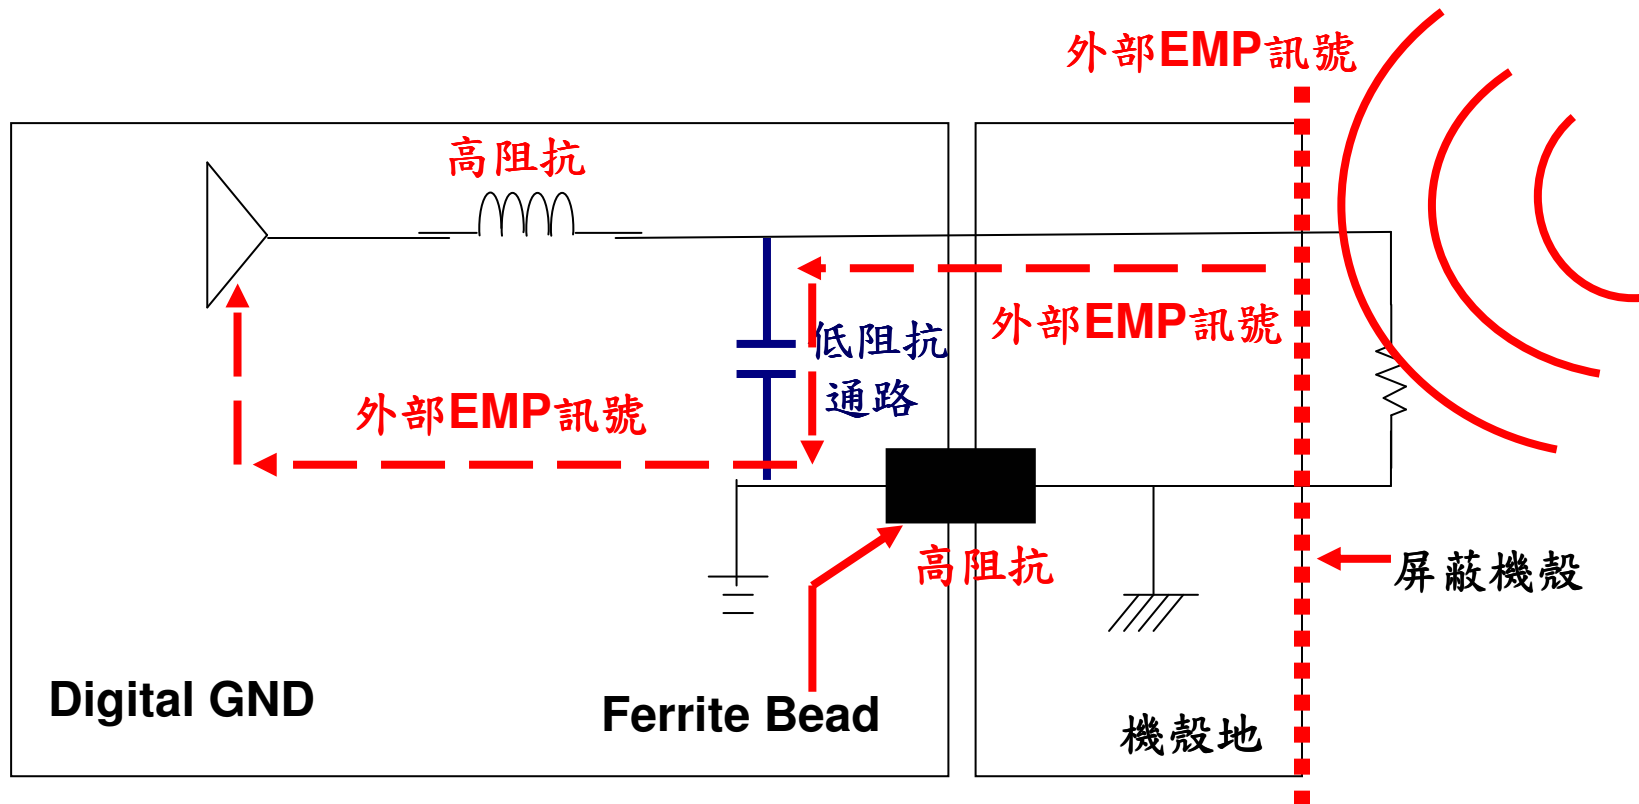 外部EMP訊號
高阻抗
外部EMP訊號
低阻抗
通路
外部EMP訊號
高阻抗
屏蔽機殼
Digital GND
Ferrite Bead
機殼地